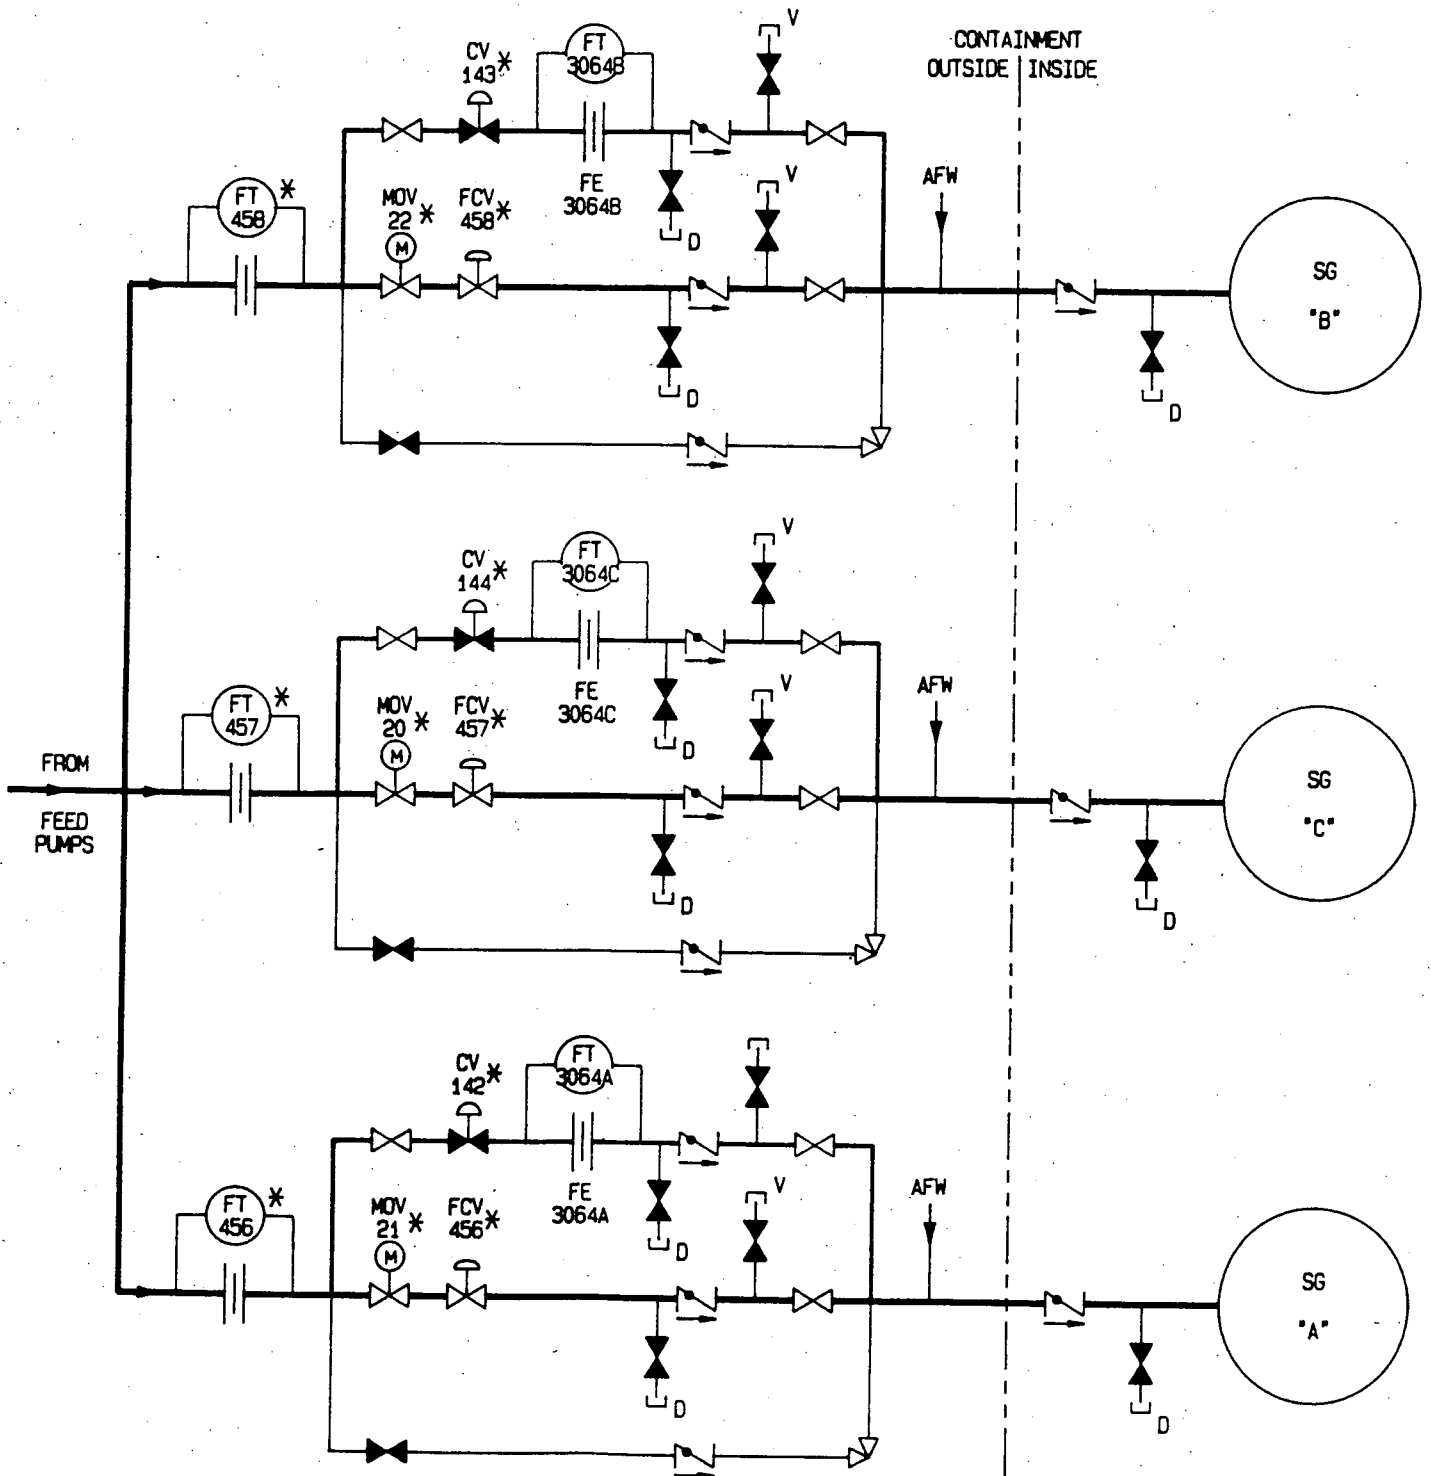 V
CONTAINMENT
OUTSIDE INSIDE
CV
143*
FT
3064B
FE
3064B
D
V
AFW
FT
458
*
MOV
22*
FCV
458*
M
D
SG
"B"
D
V
CV
144*
FT
3064C
FE
3064C
D
V
AFW
FT
457
*
MOV
20*
FCV
457*
M
FROM
FEED
PUMPS
D
SG
"C"
D
CV
142*
FT
3064A
FE
3064A
D
V
AFW
FT
456
*
MOV
21*
FCV
456*
M
D
SG
"A"
D